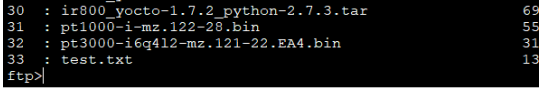 30 : ir800_yocto-1.7.2_python-2.7.3.tar 69
31 : pt1000-i-mz.122-28.bin 55
32 : pt3000-i6q4l2-mz.121-22.EA4.bin 31
33 : test.txt 13
ftp>